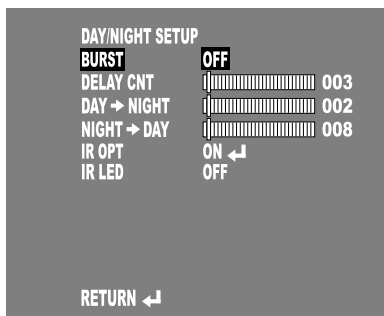 DAY/NIGHT SETUP
BURST OFF
DELAY CNT 003
DAY → NIGHT 002
NIGHT → DAY 008
IR OPT ON ↵
IR LED OFF
RETURN ↵